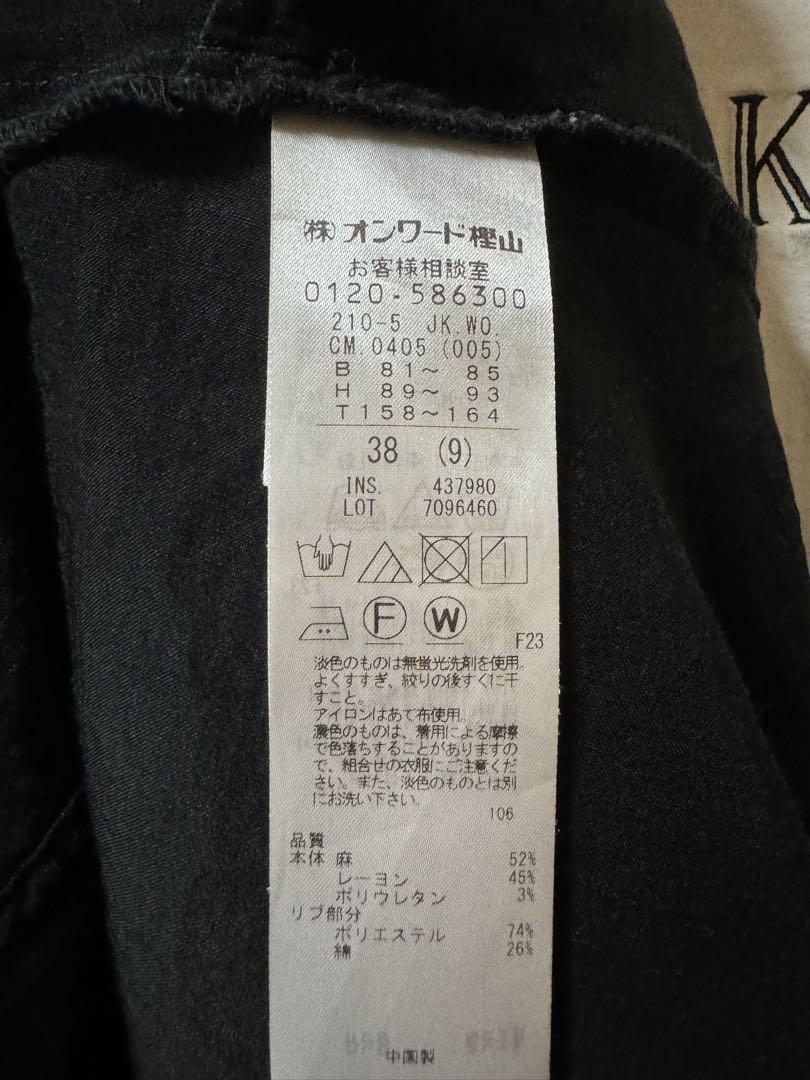 K
㈱オンワード樫山
お客様相談室
0120-586300
210-5 JK.WO.
CM.0405 (005)
B 81〜 85
H 89〜 93
T158〜164
38 (9)
INS. 437980
LOT 7096460
F W
F23
淡色のものは無蛍光洗剤を使用。
よくすすぎ、絞りの後すぐに干
すこと。
アイロンはあて布使用。
濃色のものは、着用による摩擦
で色落ちすることがありますの
で、組合せの衣服にご注意くだ
さい。また、淡色のものとは別
にお洗い下さい。
106
品質
本体 麻 52%
レーヨン 45%
ポリウレタン 3%
リブ部分
ポリエステル 74%
綿 26%
中国製